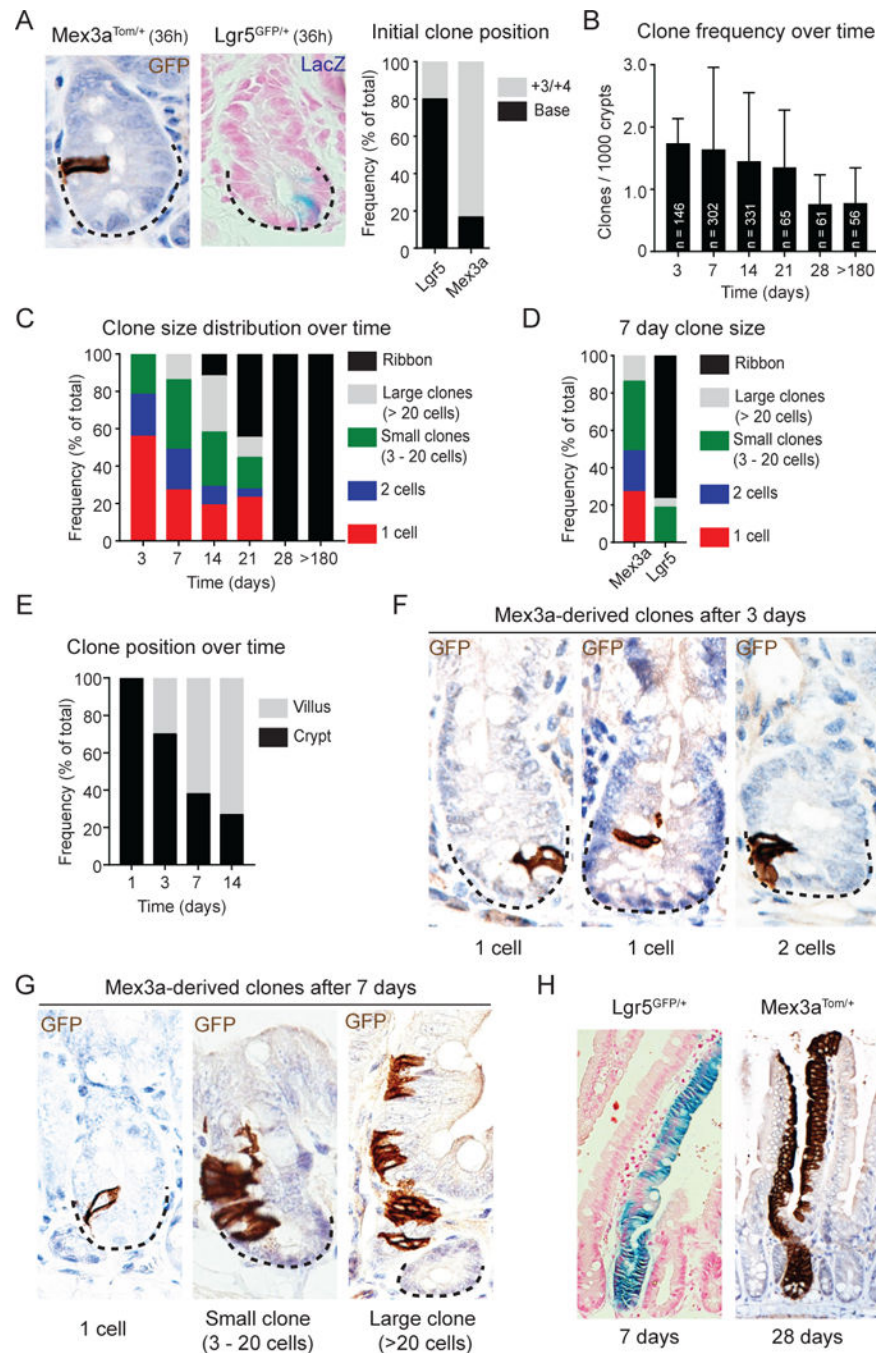 A
Mex3a^Tom/+ (36h)
GFP
Lgr5^GFP/+ (36h)
LacZ
Initial clone position
Frequency (% of total)
100
80
60
40
20
0
Lgr5
Mex3a
+3/+4
Base
B
Clone frequency over time
Clones / 1000 crypts
3.0
2.0
1.0
0
n = 146
n = 302
n = 331
n = 65
n = 61
n = 56
3 7 14 21 28 >180
Time (days)
C
Clone size distribution over time
Frequency (% of total)
100
80
60
40
20
0
3 7 14 21 28 >180
Time (days)
Ribbon
Large clones
(> 20 cells)
Small clones
(3 - 20 cells)
2 cells
1 cell
D
7 day clone size
Frequency (% of total)
100
80
60
40
20
0
Mex3a
Lgr5
Ribbon
Large clones
(> 20 cells)
Small clones
(3 - 20 cells)
2 cells
1 cell
E
Clone position over time
Frequency (% of total)
100
80
60
40
20
0
1 3 7 14
Time (days)
Villus
Crypt
F
Mex3a-derived clones after 3 days
GFP
GFP
GFP
1 cell
1 cell
2 cells
G
Mex3a-derived clones after 7 days
GFP
GFP
GFP
1 cell
Small clone
(3 - 20 cells)
Large clone
(>20 cells)
H
Lgr5^GFP/+
Mex3a^Tom/+
7 days
28 days